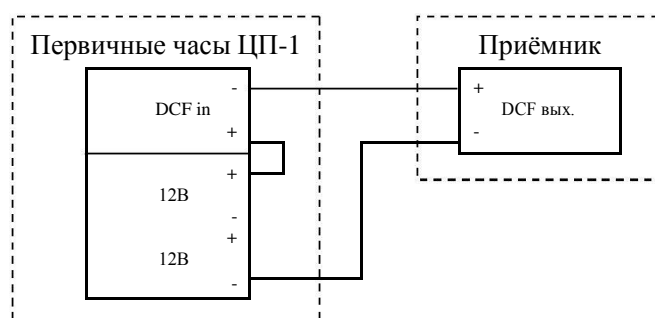 Первичные часы ЦП-1
Приёмник
-
DCF in
+
+
12В
-
+
12В
-
+
DCF вых.
-